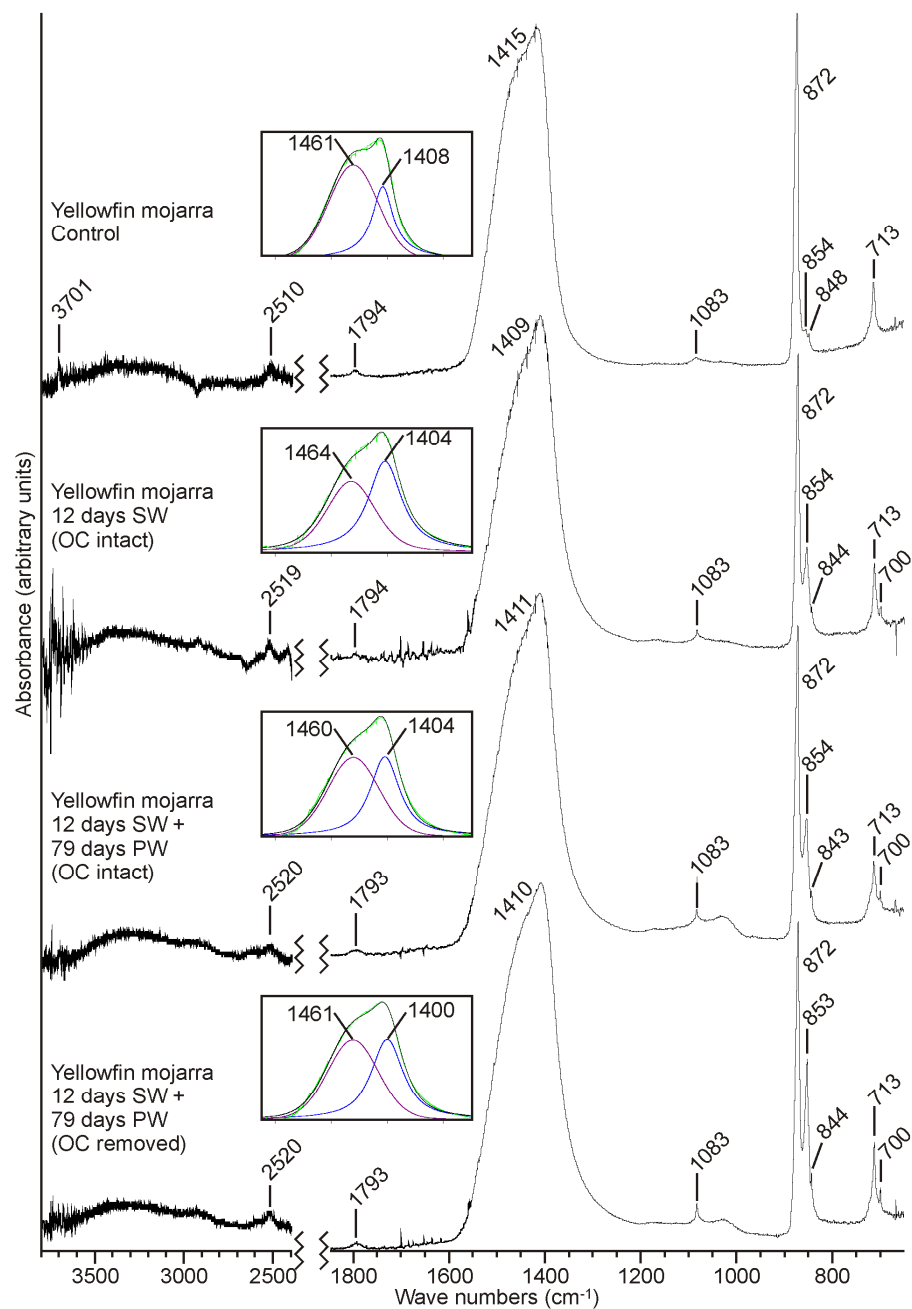 1415
872
1461
1408
Yellowfin mojarra
Control
854
848
713
3701
2510
1794
1083
1409
872
1464
1404
Yellowfin mojarra
12 days SW
(OC intact)
854
844
713
700
2519
1794
1083
1411
872
1460
1404
Yellowfin mojarra
12 days SW +
79 days PW
(OC intact)
854
843
713
700
2520
1793
1083
1410
872
1461
1400
Yellowfin mojarra
12 days SW +
79 days PW
(OC removed)
853
844
713
700
2520
1793
1083
Absorbance (arbitrary units)
3500 3000 2500 1800 1600 1400 1200 1000 800
Wave numbers (cm-1)